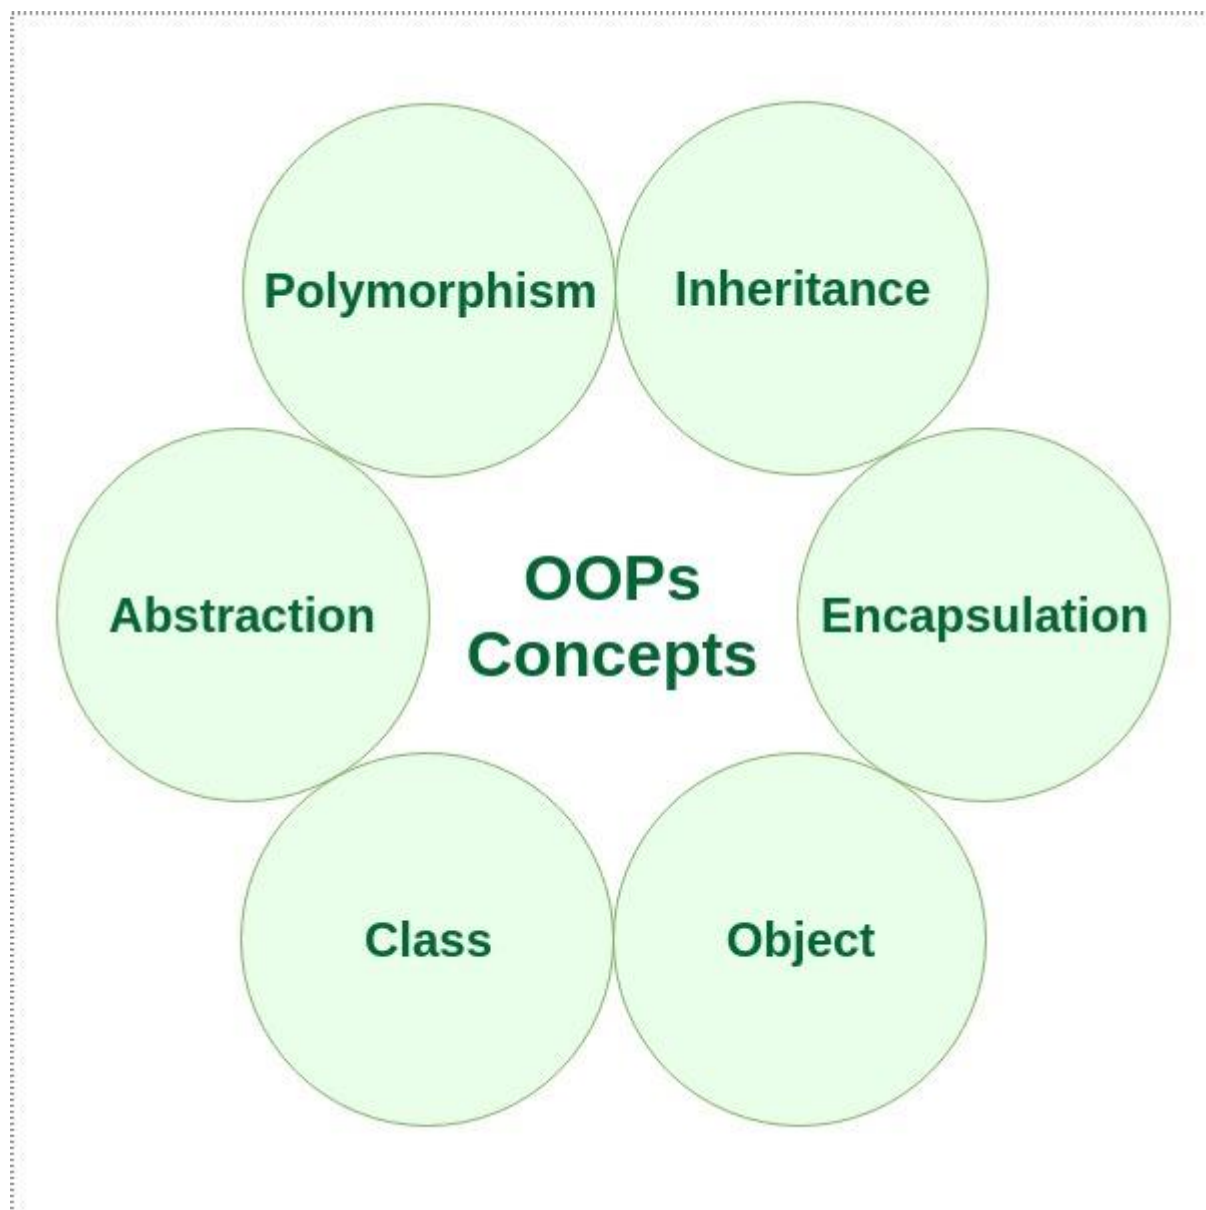 Polymorphism
Inheritance
Abstraction
OOPs
Concepts
Encapsulation
Class
Object